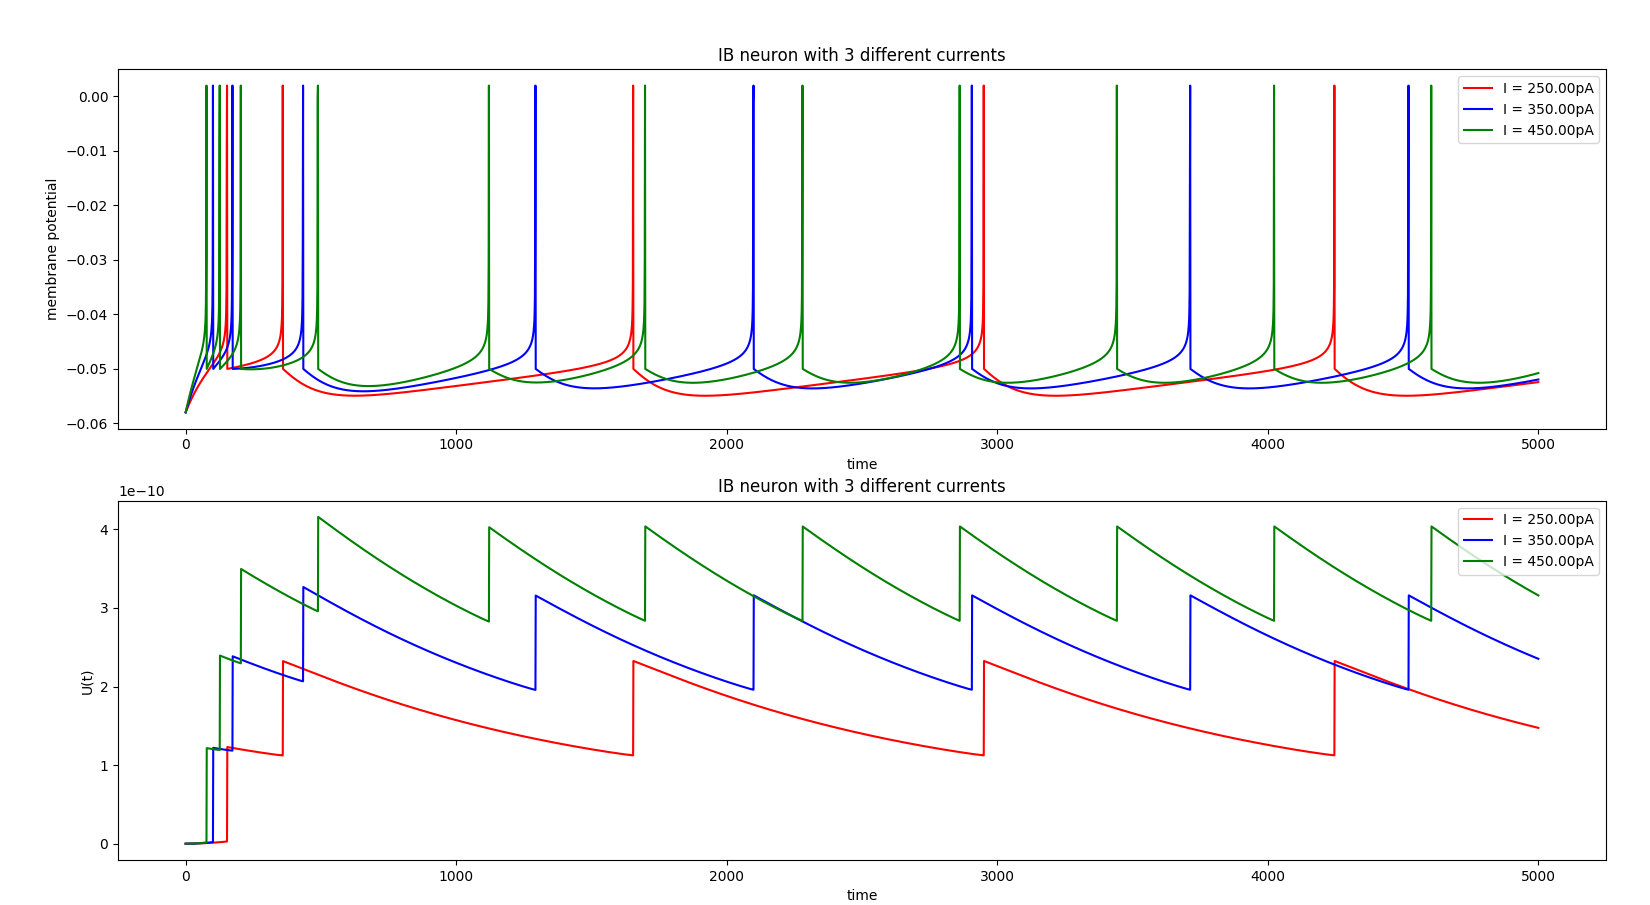 IB neuron with 3 different currents
membrane potential
0.00
−0.01
−0.02
−0.03
−0.04
−0.05
−0.06
I = 250.00pA
I = 350.00pA
I = 450.00pA
0 1000 2000 3000 4000 5000
time
IB neuron with 3 different currents
1e−10
U(t)
4
3
2
1
0
I = 250.00pA
I = 350.00pA
I = 450.00pA
0 1000 2000 3000 4000 5000
time